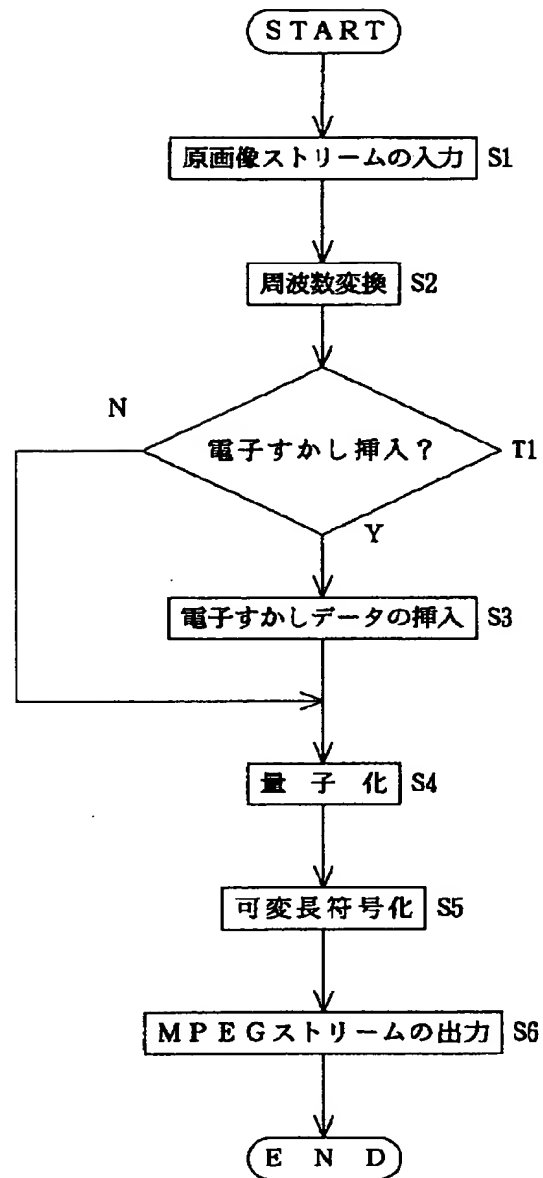 START
原画像ストリームの入力 S1
周波数変換 S2
N
電子すかし挿入? T1
Y
電子すかしデータの挿入 S3
量子化 S4
可変長符号化 S5
MPEGストリームの出力 S6
END